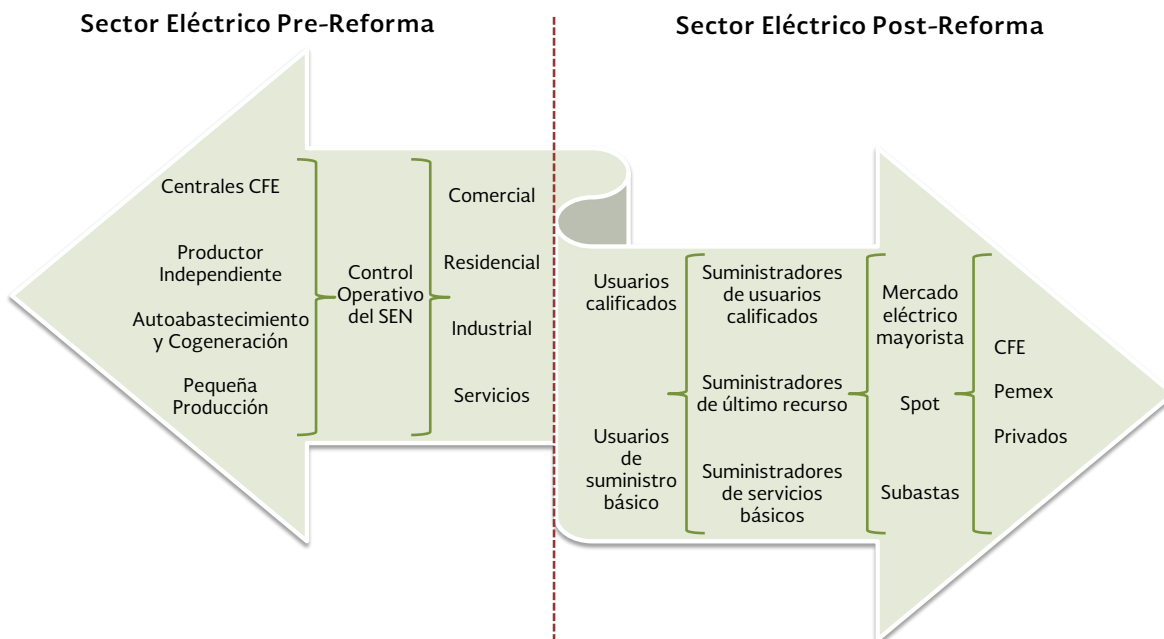 Sector Eléctrico Pre-Reforma
Sector Eléctrico Post-Reforma
Centrales CFE
Productor
Independiente
Autoabastecimiento
y Cogeneración
Pequeña
Producción
Control
Operativo
del SEN
Comercial
Residencial
Industrial
Servicios
Usuarios
calificados
Usuarios
de
suministro
básico
Suministradores
de usuarios
calificados
Suministradores
de último recurso
Suministradores
de servicios
básicos
Mercado
eléctrico
mayorista
Spot
Subastas
CFE
Pemex
Privados